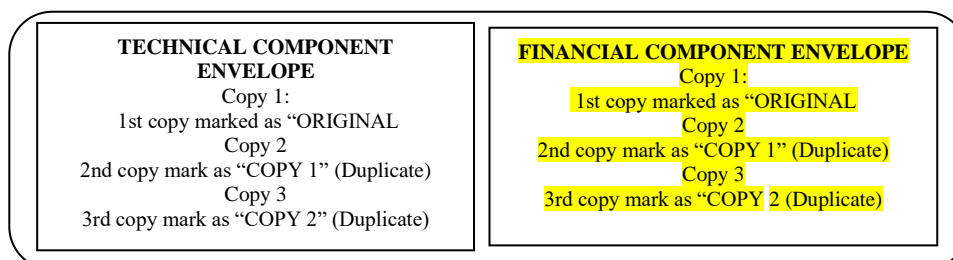 TECHNICAL COMPONENT
ENVELOPE
Copy 1:
1st copy marked as “ORIGINAL
Copy 2
2nd copy mark as “COPY 1” (Duplicate)
Copy 3
3rd copy mark as “COPY 2” (Duplicate)
FINANCIAL COMPONENT ENVELOPE
Copy 1:
1st copy marked as “ORIGINAL
Copy 2
2nd copy mark as “COPY 1” (Duplicate)
Copy 3
3rd copy mark as “COPY 2 (Duplicate)